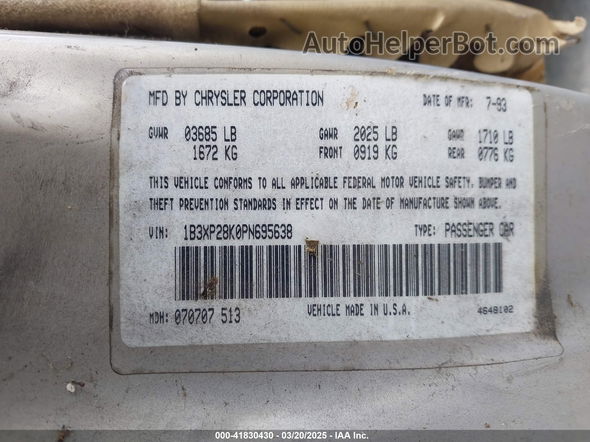 AutoHelperBot.com
MFD BY CHRYSLER CORPORATION DATE OF MFR: 7-93
GVWR 03685 LB GAWR 2025 LB GAWR 1710 LB
1672 KG FRONT 0919 KG REAR 0776 KG
THIS VEHICLE CONFORMS TO ALL APPLICABLE FEDERAL MOTOR VEHICLE SAFETY, BUMPER AND
THEFT PREVENTION STANDARDS IN EFFECT ON THE DATE OF MANUFACTURE SHOWN ABOVE.
VIN: 1B3XP28K0PN695638 TYPE: PASSENGER CAR
MDH: 070707 513 VEHICLE MADE IN U.S.A. 4648102
000-41830430 - 03/20/2025 - IAA Inc.